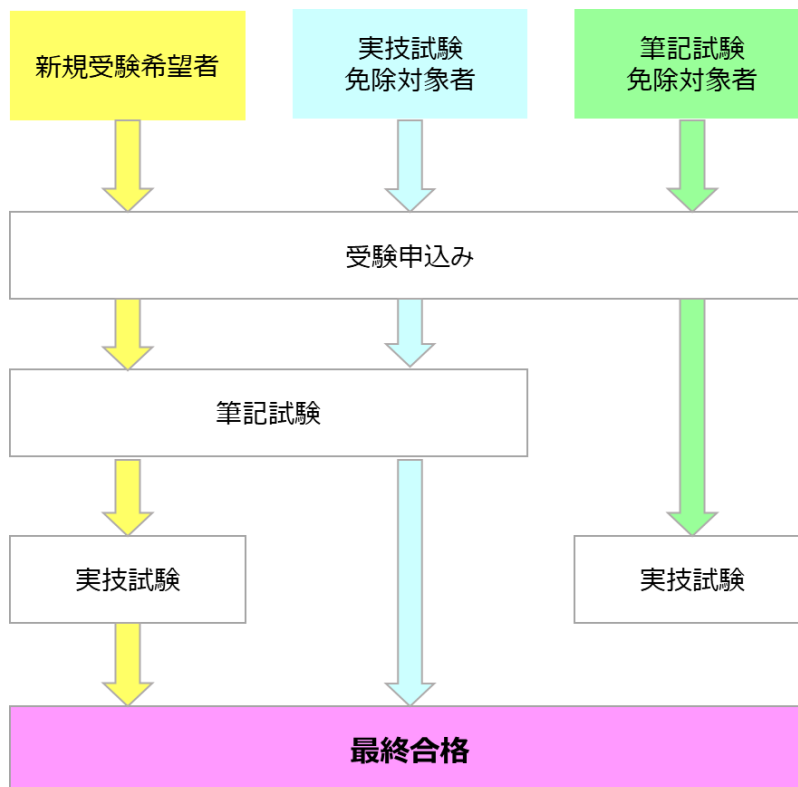 新規受験希望者
実技試験
免除対象者
筆記試験
免除対象者
受験申込み
筆記試験
実技試験
実技試験
最終合格